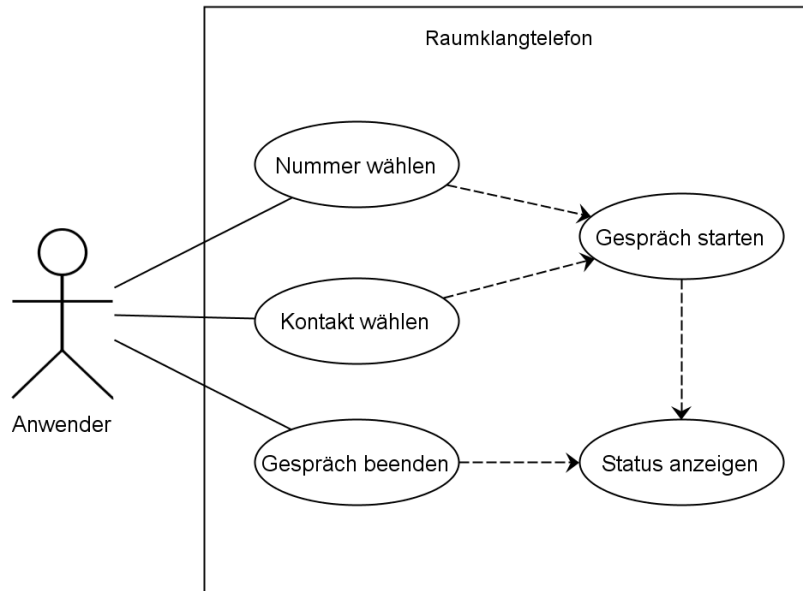 Raumklangtelefon
Nummer wählen
Gespräch starten
Kontakt wählen
Anwender
Gespräch beenden
Status anzeigen